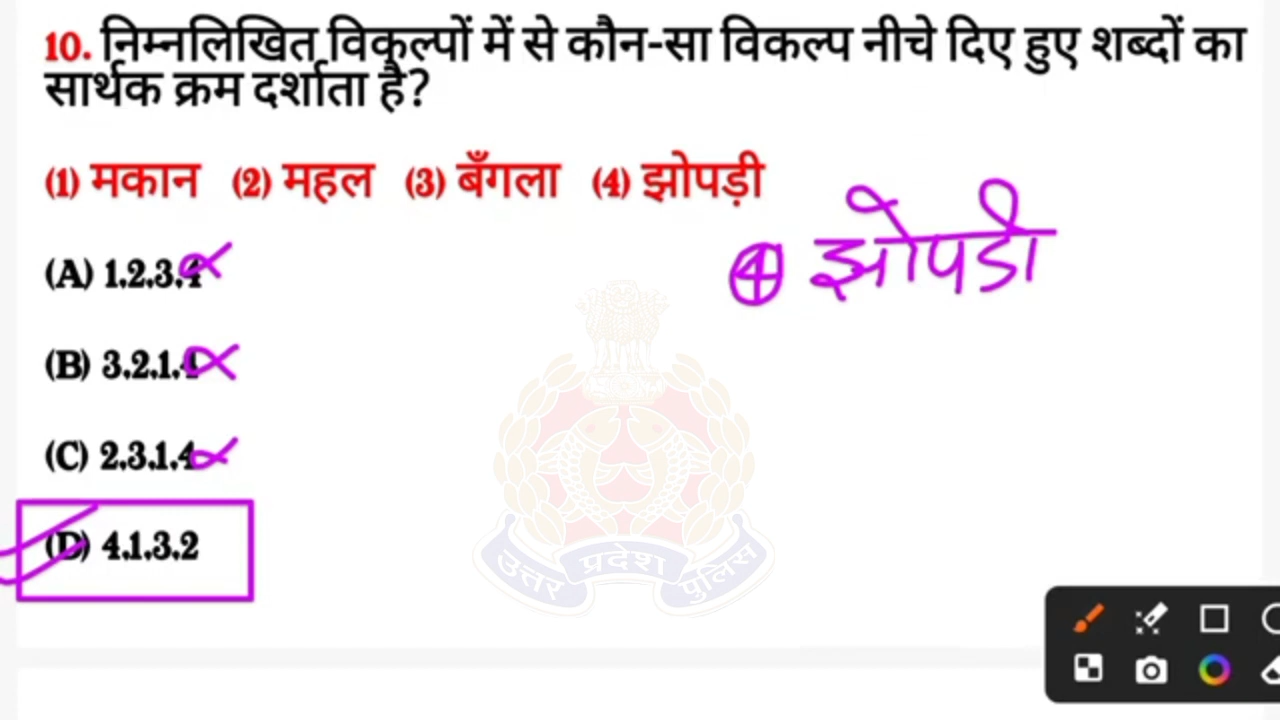 10. निम्नलिखित विकल्पों में से कौन-सा विकल्प नीचे दिए हुए शब्दों का
सार्थक क्रम दर्शाता है?
(1) मकान (2) महल (3) बँगला (4) झोपड़ी
④ झोपडी
(A) 1.2.3.4
(B) 3.2.1.4
(C) 2.3.1.4
(D) 4.1.3.2
उत्तर प्रदेश पुलिस